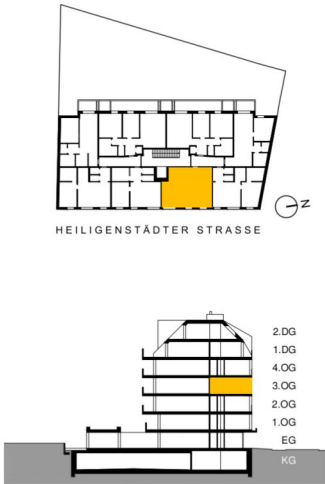 N
HEILIGENSTÄDTER STRASSE
2.DG
1.DG
4.OG
3.OG
2.OG
1.OG
EG
KG